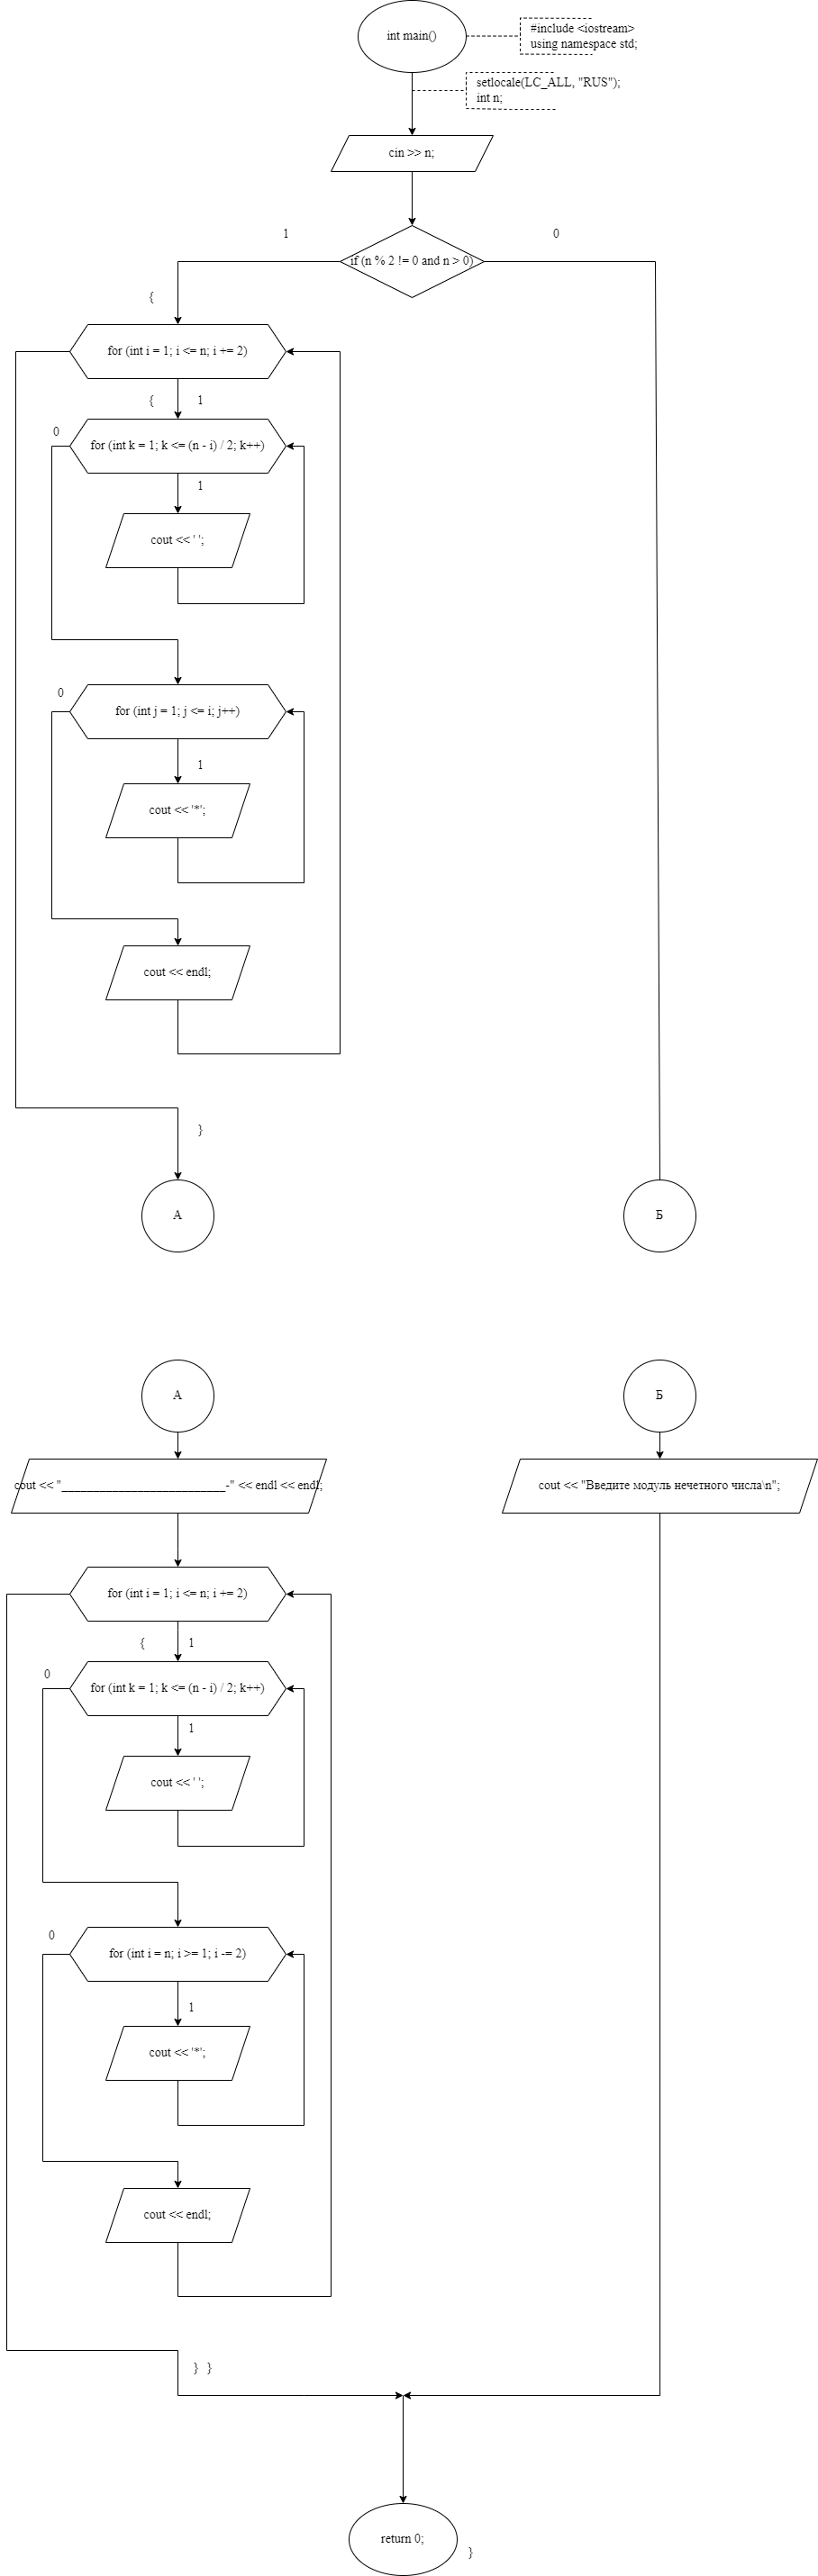 int main()
#include <iostream>
using namespace std;
setlocale(LC_ALL, "RUS");
int n;
cin >> n;
1
0
if (n % 2 != 0 and n > 0)
{
for (int i = 1; i <= n; i += 2)
{
1
0
for (int k = 1; k <= (n - i) / 2; k++)
1
cout << ' ';
0
for (int j = 1; j <= i; j++)
1
cout << '*';
cout << endl;
}
А
Б
А
Б
cout << "__________________________-" << endl << endl;
cout << "Введите модуль нечетного числа\n";
for (int i = 1; i <= n; i += 2)
{
1
0
for (int k = 1; k <= (n - i) / 2; k++)
1
cout << ' ';
0
for (int i = n; i >= 1; i -= 2)
1
cout << '*';
cout << endl;
} }
return 0;
}